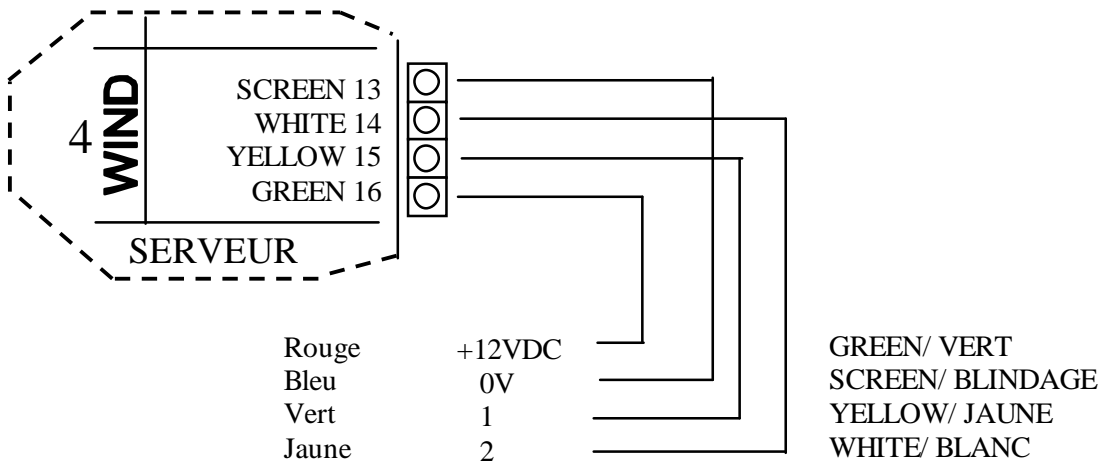 SCREEN 13
WHITE 14
YELLOW 15
GREEN 16
4 WIND
SERVEUR
Rouge +12VDC GREEN/ VERT
Bleu 0V SCREEN/ BLINDAGE
Vert 1 YELLOW/ JAUNE
Jaune 2 WHITE/ BLANC